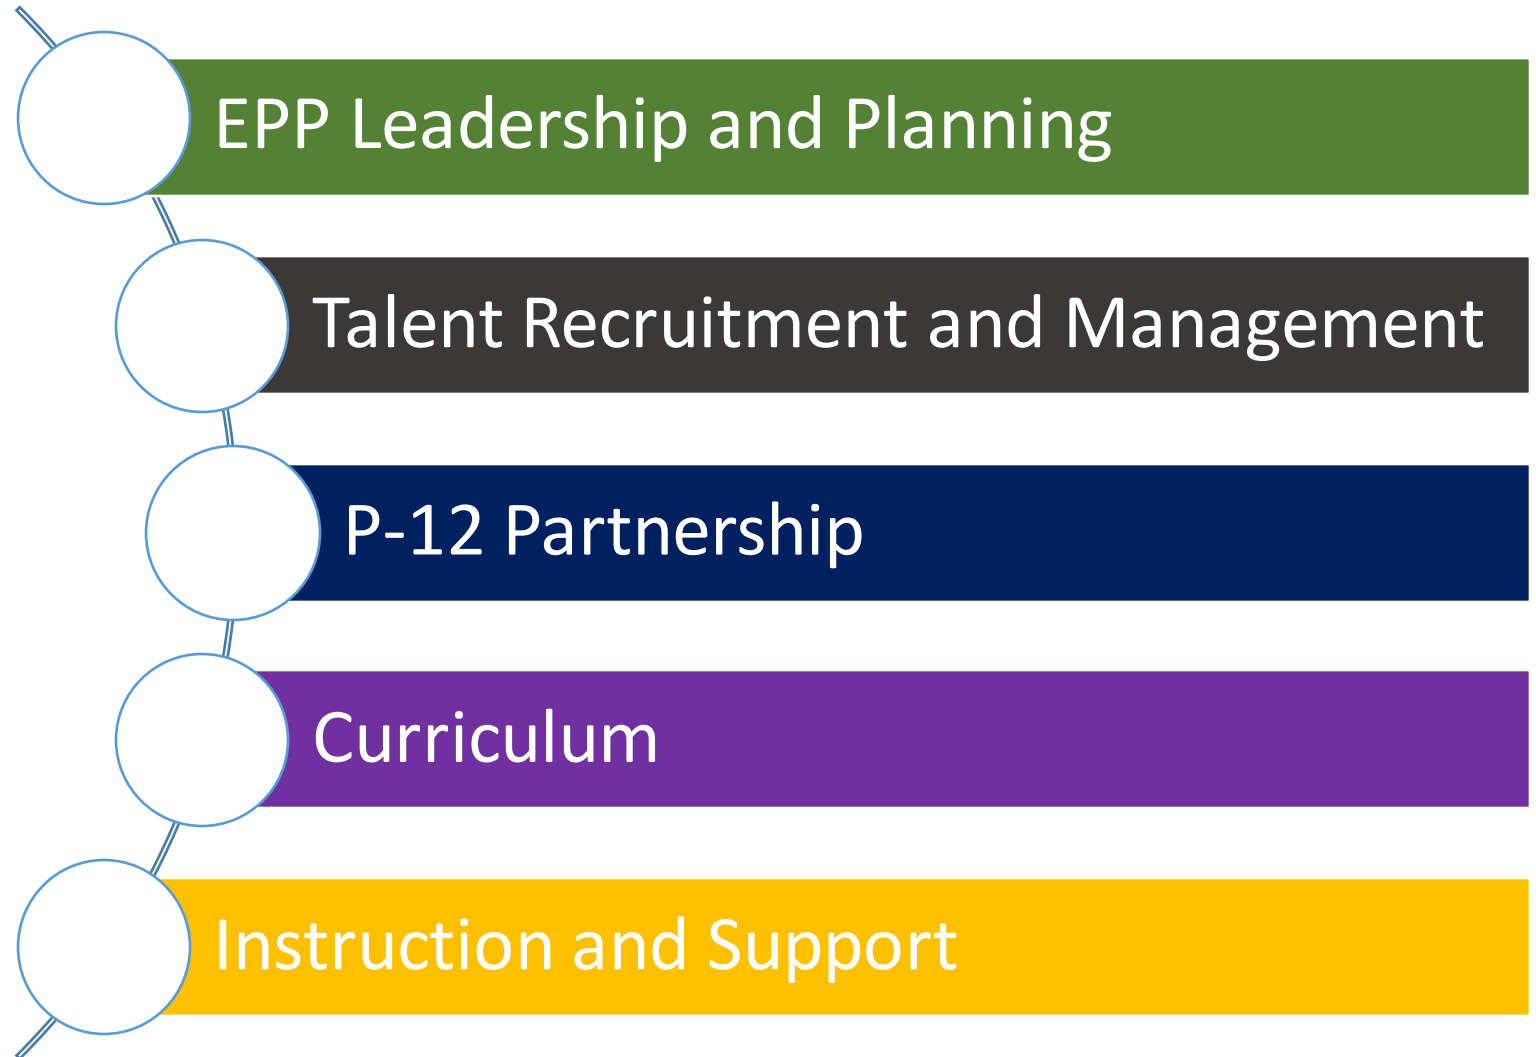 EPP Leadership and Planning
Talent Recruitment and Management
P-12 Partnership
Curriculum
Instruction and Support